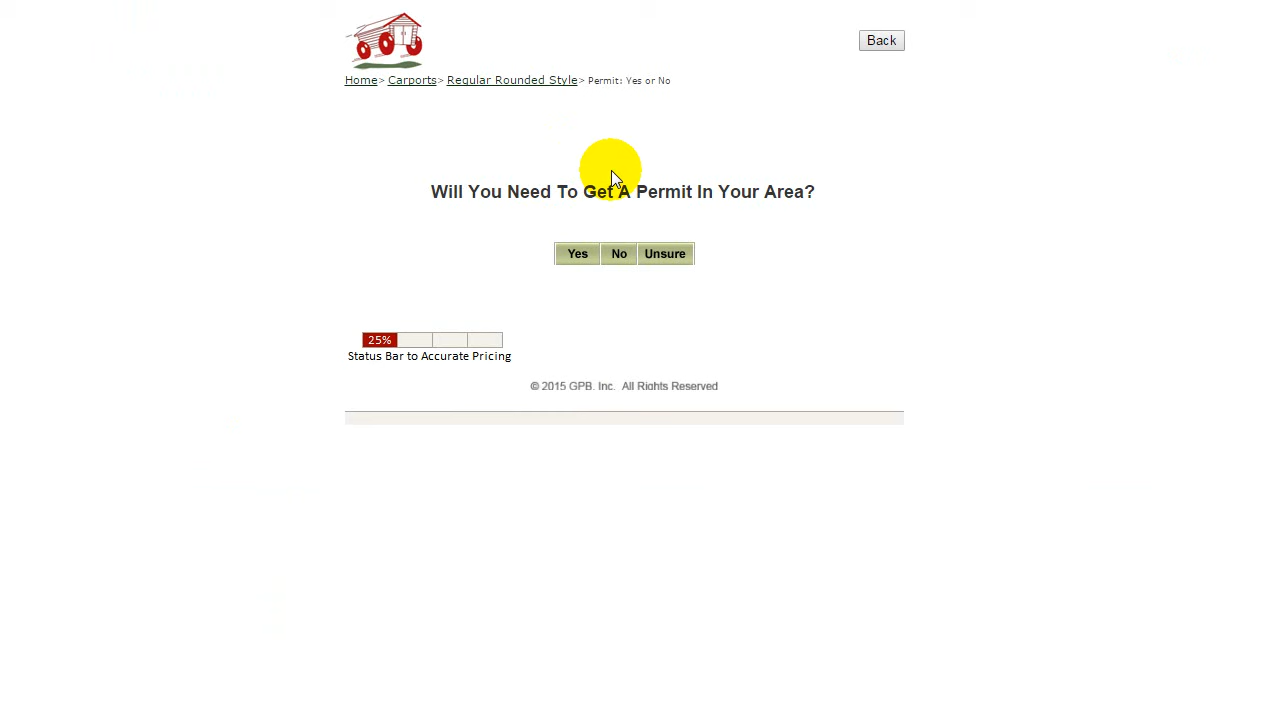 Back
Home> Carports> Regular Rounded Style> Permit: Yes or No
Will You Need To Get A Permit In Your Area?
Yes No Unsure
25%
Status Bar to Accurate Pricing
© 2015 GPB. Inc. All Rights Reserved